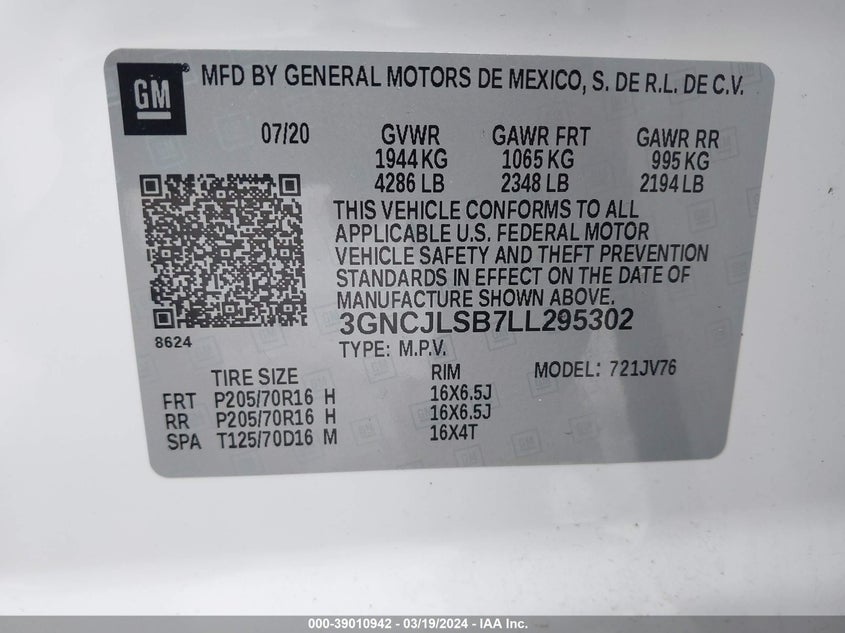 GM MFD BY GENERAL MOTORS DE MEXICO, S. DE R.L. DE C.V.
07/20 GVWR GAWR FRT GAWR RR
1944 KG 1065 KG 995 KG
4286 LB 2348 LB 2194 LB
THIS VEHICLE CONFORMS TO ALL
APPLICABLE U.S. FEDERAL MOTOR
VEHICLE SAFETY AND THEFT PREVENTION
STANDARDS IN EFFECT ON THE DATE OF
MANUFACTURE SHOWN ABOVE.
3GNCJLSB7LL295302
8624
TYPE: M.P.V.
TIRE SIZE RIM MODEL: 721JV76
FRT P205/70R16 H 16X6.5J
RR P205/70R16 H 16X6.5J
SPA T125/70D16 M 16X4T
000-39010942 - 03/19/2024 - IAA Inc.